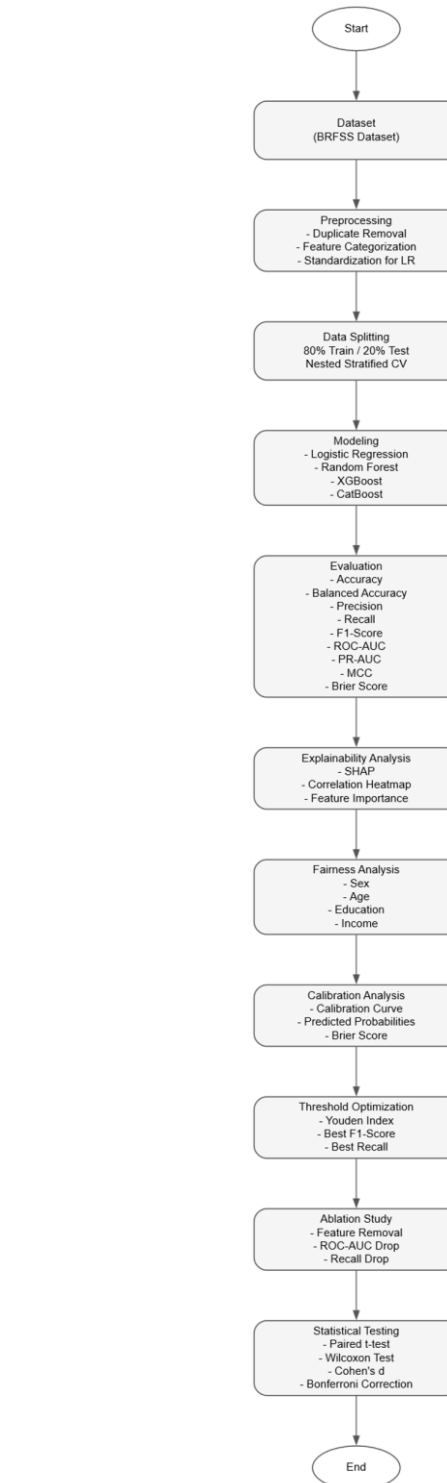 Start
Dataset
(BRFSS Dataset)
Preprocessing
- Duplicate Removal
- Feature Categorization
- Standardization for LR
Data Splitting
80% Train / 20% Test
Nested Stratified CV
Modeling
- Logistic Regression
- Random Forest
- XGBoost
- CatBoost
Evaluation
- Accuracy
- Balanced Accuracy
- Precision
- Recall
- F1-Score
- ROC-AUC
- PR-AUC
- MCC
- Brier Score
Explainability Analysis
- SHAP
- Correlation Heatmap
- Feature Importance
Fairness Analysis
- Sex
- Age
- Education
- Income
Calibration Analysis
- Calibration Curve
- Predicted Probabilities
- Brier Score
Threshold Optimization
- Youden Index
- Best F1-Score
- Best Recall
Ablation Study
- Feature Removal
- ROC-AUC Drop
- Recall Drop
Statistical Testing
- Paired t-test
- Wilcoxon Test
- Cohen's d
- Bonferroni Correction
End